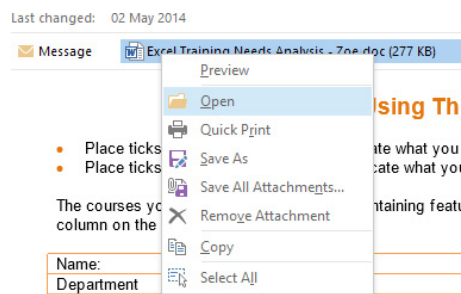 Last changed: 02 May 2014
Message Excel Training Needs Analysis - Zoe.doc (277 KB)
Preview
Open
Using Th
Quick Print
Place ticks ate what you
Save As
Place ticks cate what you
Save All Attachments...
The courses yo ntaining featu
Remove Attachment
column on the
Copy
Name:
Select All
Department